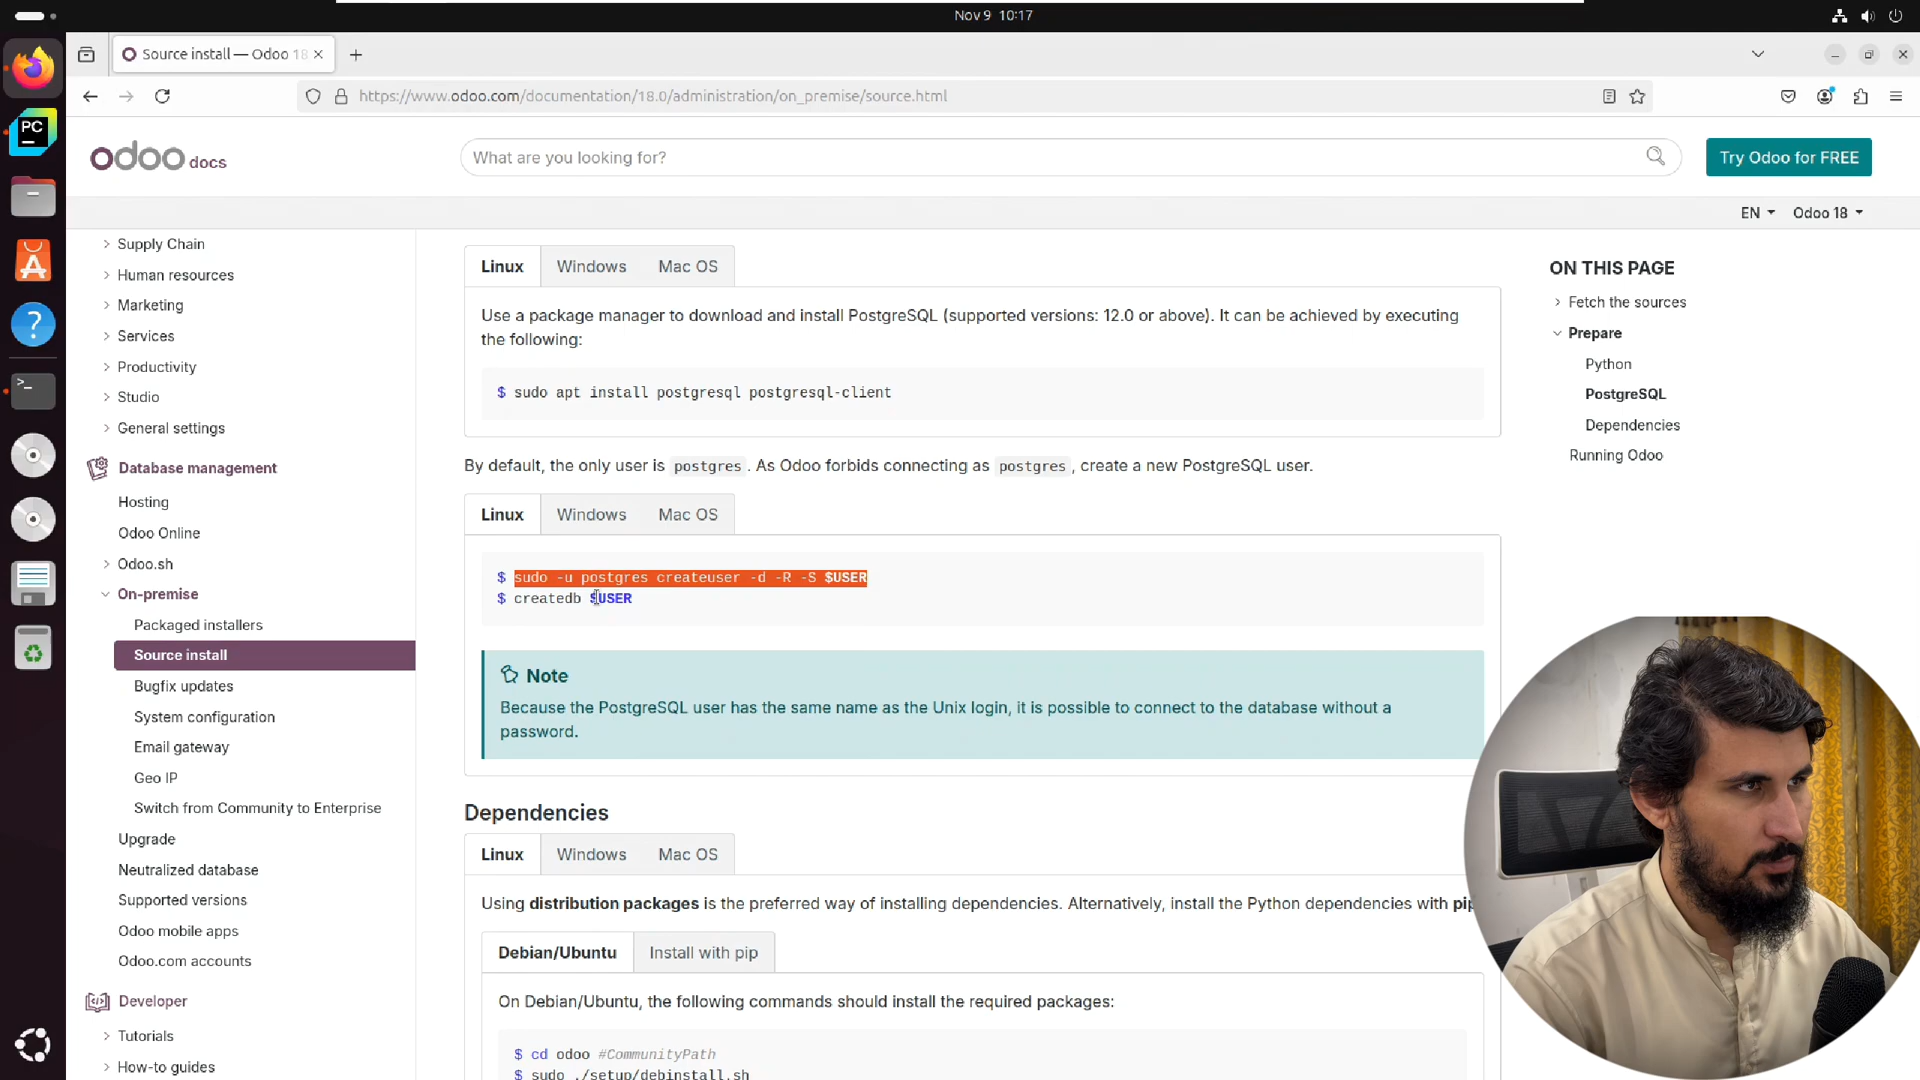 Nov 9 10:17
Source install — Odoo 18
https://www.odoo.com/documentation/18.0/administration/on_premise/source.html
odoo docs
What are you looking for?
Try Odoo for FREE
EN
Odoo 18
PC
Supply Chain
Human resources
Marketing
Services
Productivity
Studio
General settings
Database management
Hosting
Odoo Online
Odoo.sh
On-premise
Packaged installers
Source install
Bugfix updates
System configuration
Email gateway
Geo IP
Switch from Community to Enterprise
Upgrade
Neutralized database
Supported versions
Odoo mobile apps
Odoo.com accounts
Developer
Tutorials
How-to guides
Linux Windows Mac OS
Use a package manager to download and install PostgreSQL (supported versions: 12.0 or above). It can be achieved by executing
the following:
$ sudo apt install postgresql postgresql-client
By default, the only user is postgres. As Odoo forbids connecting as postgres, create a new PostgreSQL user.
Linux Windows Mac OS
$ sudo -u postgres createuser -d -R -S $USER
$ createdb $USER
Note
Because the PostgreSQL user has the same name as the Unix login, it is possible to connect to the database without a
password.
Dependencies
Linux Windows Mac OS
Using distribution packages is the preferred way of installing dependencies. Alternatively, install the Python dependencies with pip
Debian/Ubuntu Install with pip
On Debian/Ubuntu, the following commands should install the required packages:
$ cd odoo #CommunityPath
$ sudo ./setup/debinstall.sh
ON THIS PAGE
Fetch the sources
Prepare
Python
PostgreSQL
Dependencies
Running Odoo